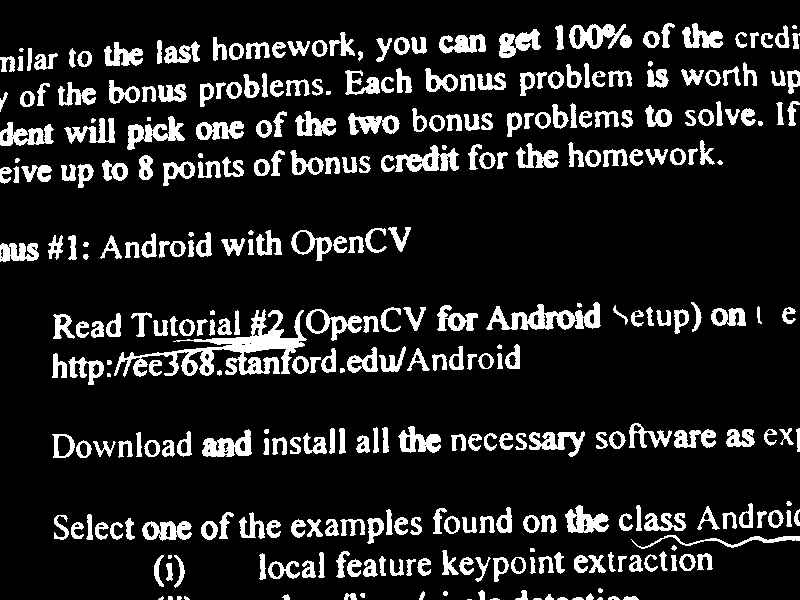 milar to the last homework, you can get 100% of the credi
y of the bonus problems. Each bonus problem is worth up
dent will pick one of the two bonus problems to solve. If
eive up to 8 points of bonus credit for the homework.
nus #1: Android with OpenCV
Read Tutorial #2 (OpenCV for Android Setup) on
http://ee368.stanford.edu/Android
Download and install all the necessary software as exp
Select one of the examples found on the class Android
(i) local feature keypoint extraction